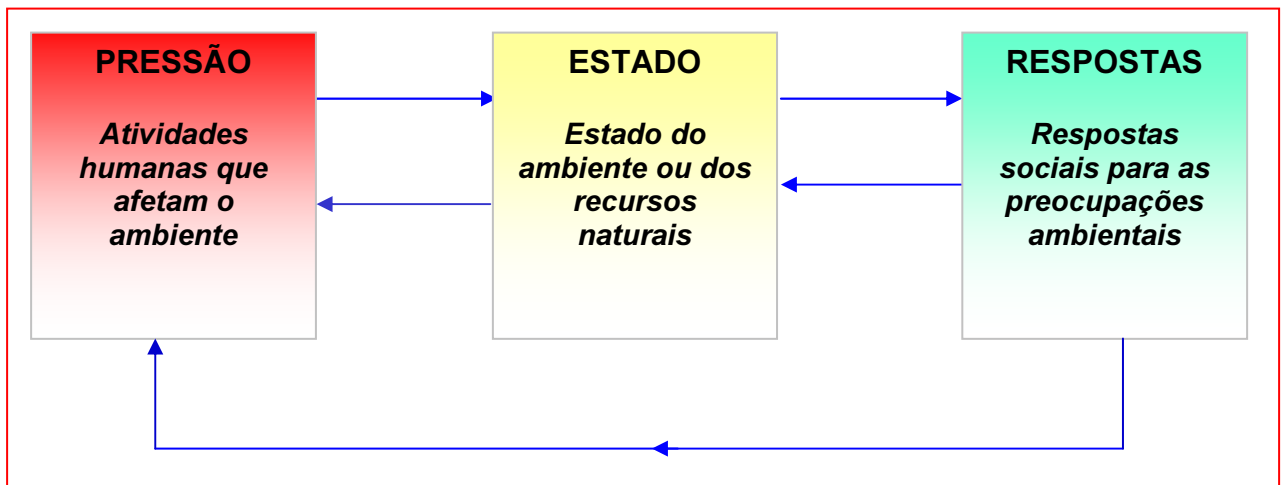 PRESSÃO
Atividades
humanas que
afetam o
ambiente
ESTADO
Estado do
ambiente ou dos
recursos
naturais
RESPOSTAS
Respostas
sociais para as
preocupações
ambientais